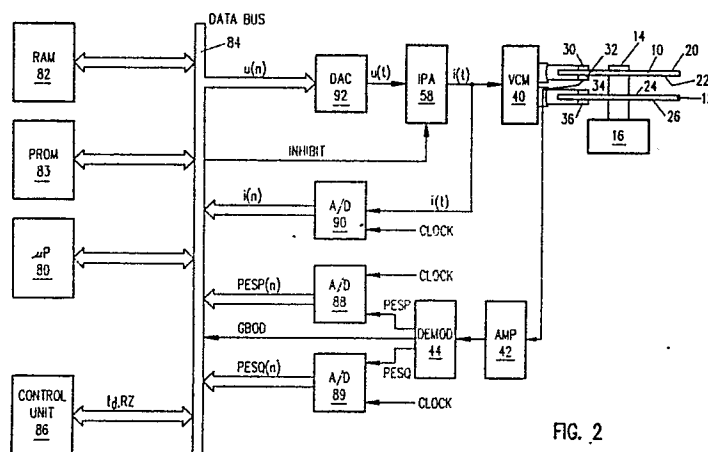 DATA BUS
84
RAM
82
PROM
83
μP
80
CONTROL
UNIT
86
t_d,RZ
u(n)
DAC
92
u(t)
IPA
58
i(t)
VCM
40
30
32
14
10
20
22
34
24
26
36
16
INHIBIT
i(n)
A/D
90
i(t)
CLOCK
PESP(n)
A/D
88
CLOCK
PESP
GBOD
DEMOD
44
AMP
42
PESQ(n)
A/D
89
PESQ
CLOCK
FIG. 2